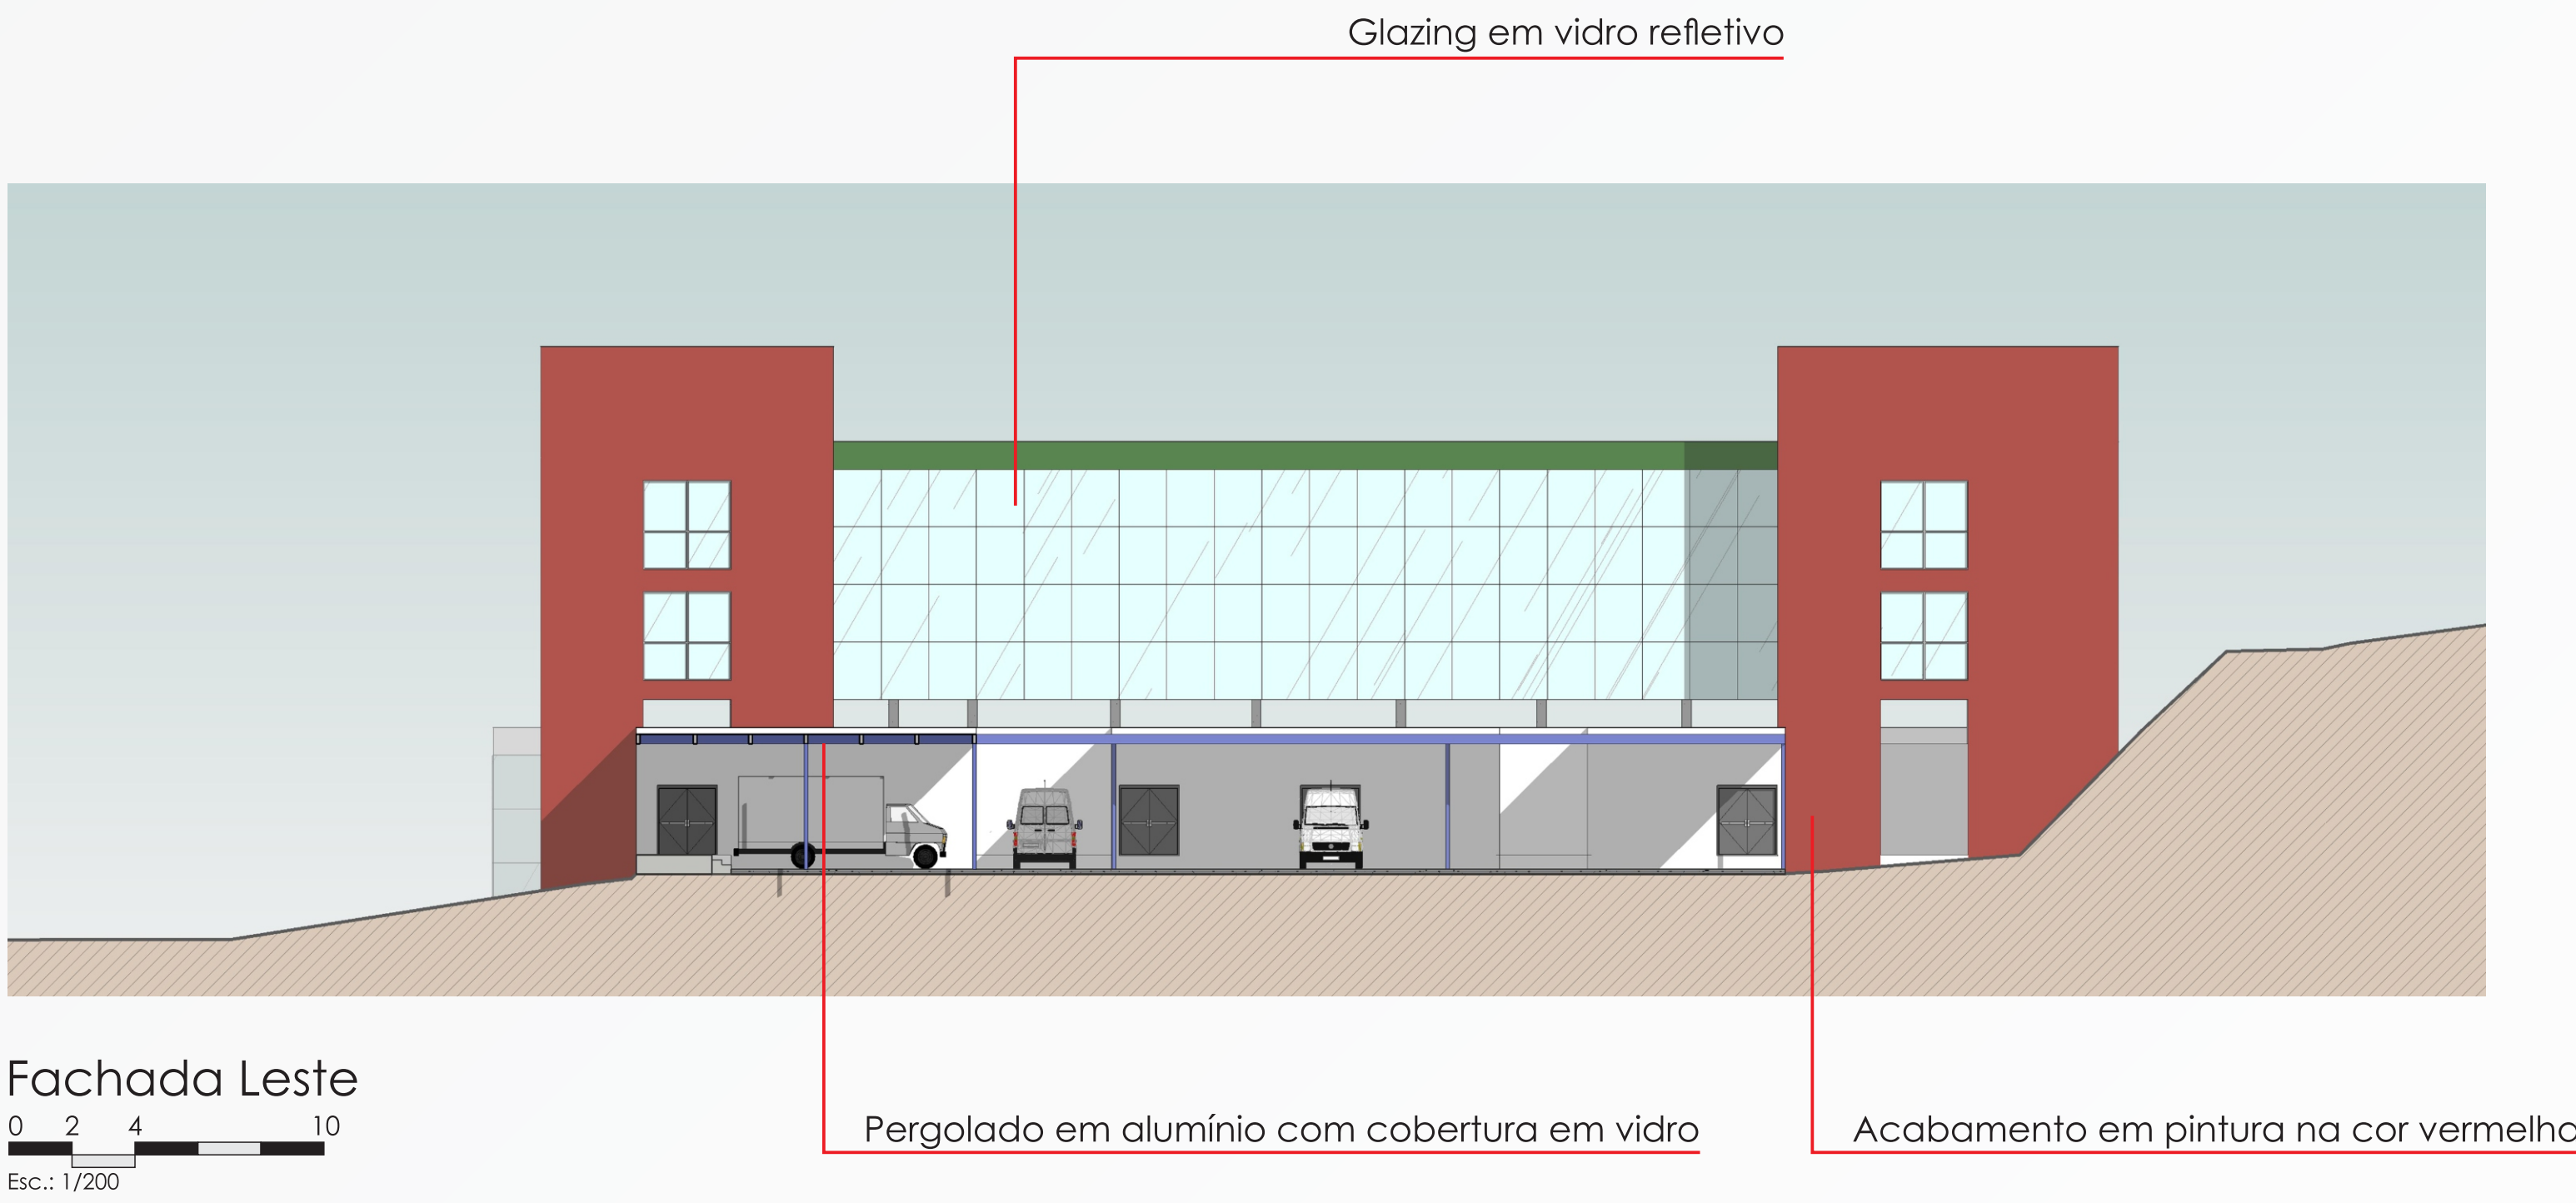 Glazing em vidro refletivo
Fachada Leste
0 2 4 10
Esc.: 1/200
Pergolado em alumínio com cobertura em vidro
Acabamento em pintura na cor vermelha